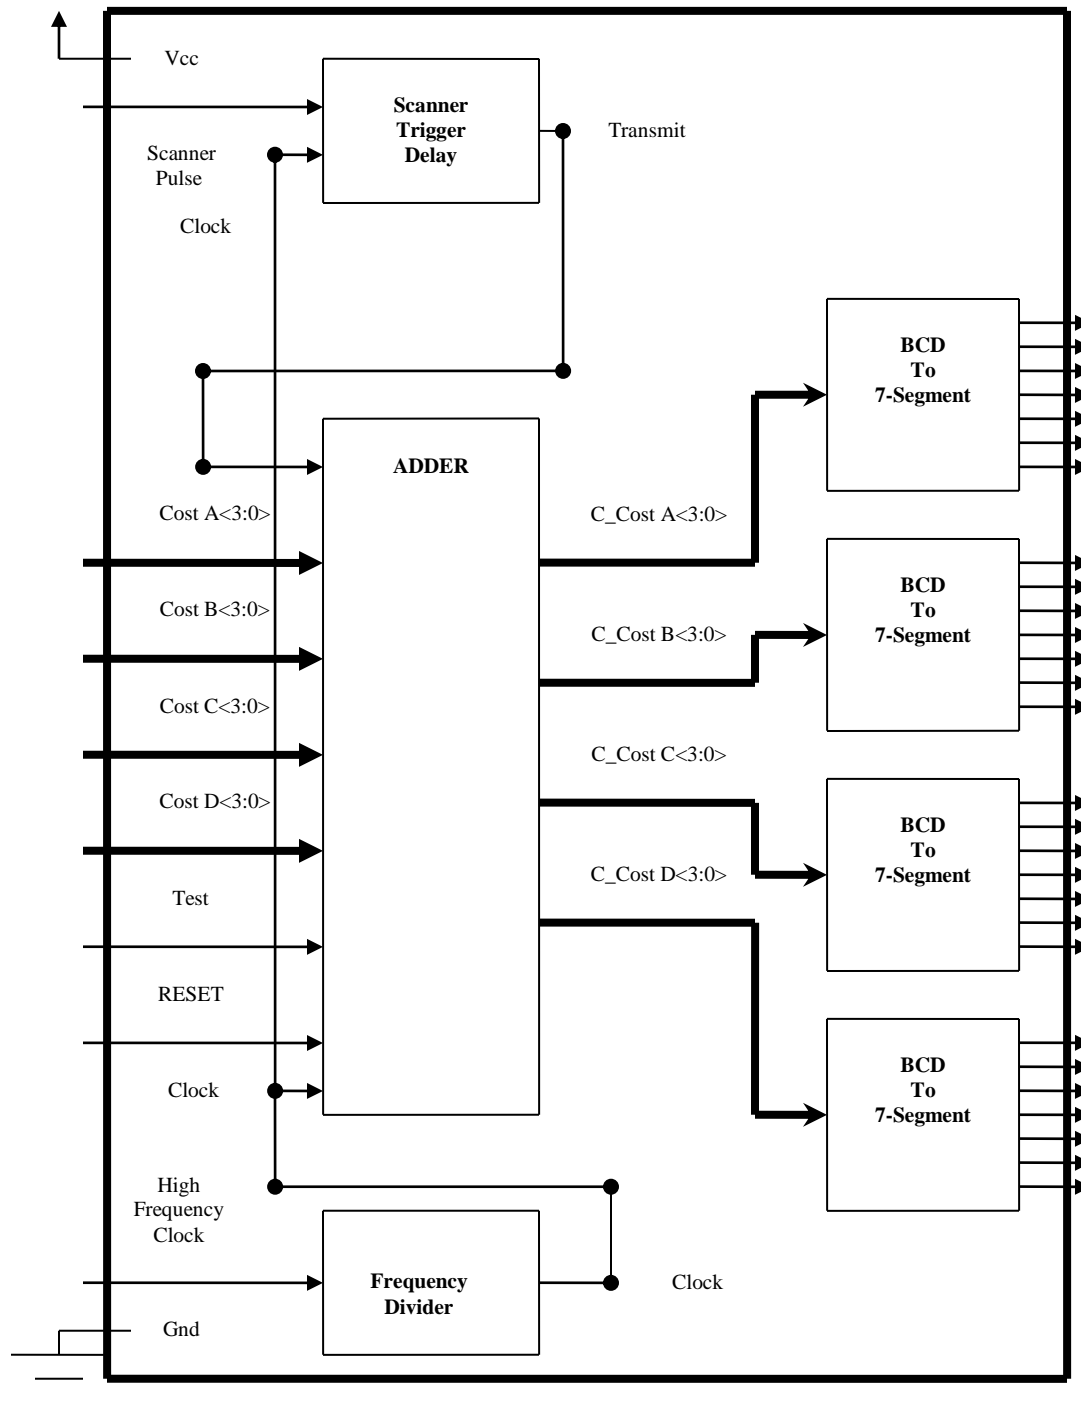 Vcc
Scanner
Trigger
Delay
Transmit
Scanner
Pulse
Clock
BCD
To
7-Segment
ADDER
Cost A<3:0>
C_Cost A<3:0>
BCD
To
7-Segment
Cost B<3:0>
C_Cost B<3:0>
Cost C<3:0>
C_Cost C<3:0>
Cost D<3:0>
BCD
To
7-Segment
C_Cost D<3:0>
Test
RESET
Clock
BCD
To
7-Segment
High
Frequency
Clock
Frequency
Divider
Clock
Gnd